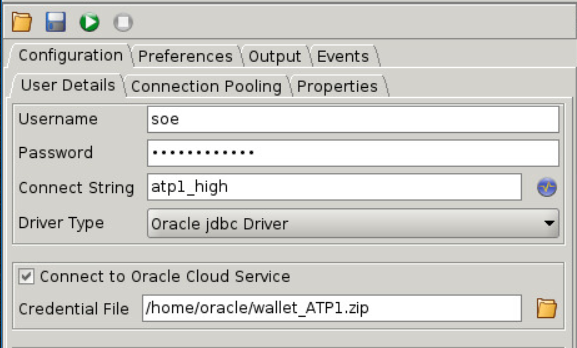 Configuration Preferences Output Events
User Details Connection Pooling Properties
Username soe
Password ••••••••••••
Connect String atp1_high
Driver Type Oracle jdbc Driver
Connect to Oracle Cloud Service
Credential File /home/oracle/wallet_ATP1.zip